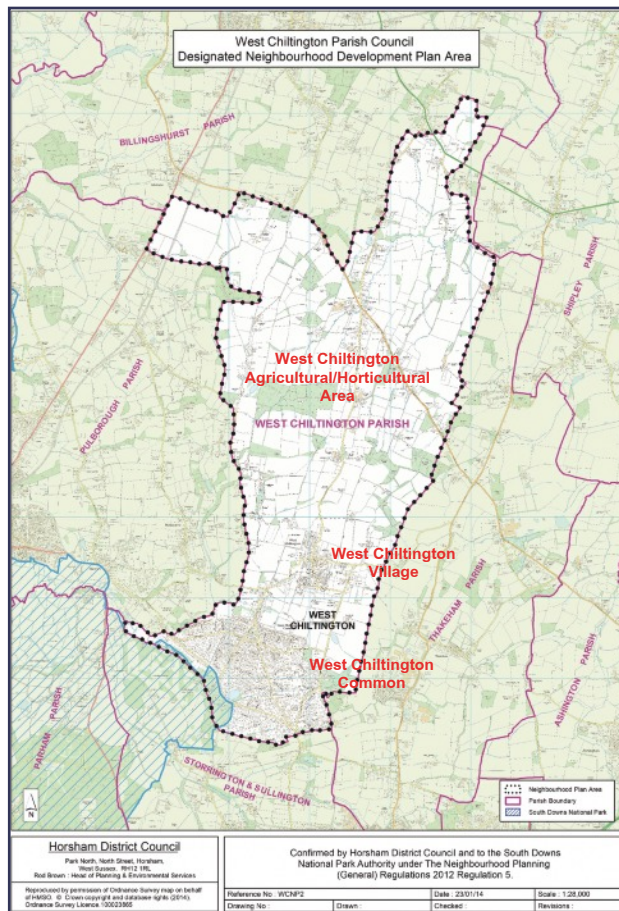 West Chiltington Parish Council
Designated Neighbourhood Development Plan Area
BILLINGSHURST PARISH
SHIPLEY PARISH
PULBOROUGH PARISH
West Chiltington
Agricultural/Horticultural
Area
WEST CHILTINGTON PARISH
West Chiltington
Village
WEST
CHILTINGTON
THAKEHAM PARISH
West Chiltington
Common
ASHINGTON PARISH
PARHAM PARISH
STORRINGTON & SULLINGTON
PARISH
N
Neighbourhood Plan Area
Parish Boundary
South Downs National Park
Horsham District Council
Park North, North Street, Horsham,
West Sussex. RH12 1RL
Rod Brown : Head of Planning & Environmental Services
Reproduced by permission of Ordnance Survey map on behalf
of HMSO. © Crown copyright and database rights (2014).
Ordnance Survey Licence 100023865
Confirmed by Horsham District Council and to the South Downs
National Park Authority under The Neighbourhood Planning
(General) Regulations 2012 Regulation 5.
Reference No : WCNP2 Date : 23/01/14 Scale : 1:28,000
Drawing No : Drawn : Checked : Revisions :